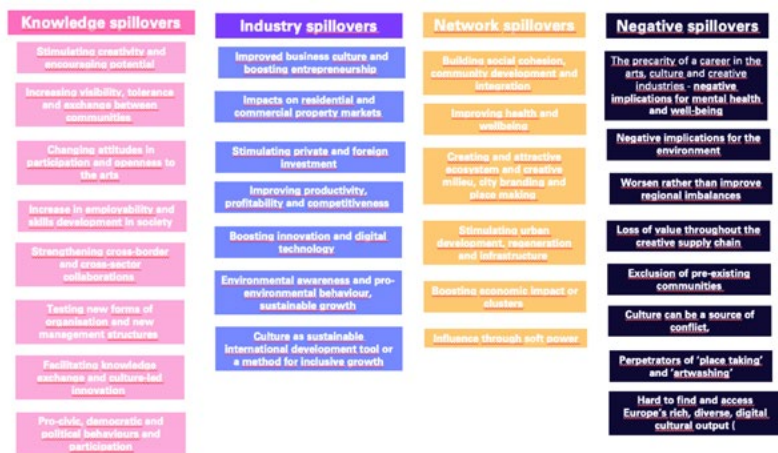 Knowledge spillovers
Stimulating creativity and
encouraging potential
Increasing visibility, tolerance
and exchange between
communities
Changing attitudes in
participation and openness to
the arts
Increase in employability and
skills development in society
Strengthening cross-border
and cross-sector
collaborations
Testing new forms of
organisation and new
management structures
Facilitating knowledge
exchange and culture-led
innovation
Pro-civic, democratic and
political behaviours and
participation
Industry spillovers
Improved business culture and
boosting entrepreneurship
Impacts on residential and
commercial property markets
Stimulating private and foreign
investment
Improving productivity,
profitability and competitiveness
Boosting innovation and digital
technology
Environmental awareness and pro-
environmental behaviour,
sustainable growth
Culture as sustainable
international development tool or
a method for inclusive growth
Network spillovers
Building social cohesion,
community development and
integration
Improving health and
wellbeing
Creating and attractive
ecosystem and creative
milieu, city branding and
place making
Stimulating urban
development, regeneration
and infrastructure
Boosting economic impact or
clusters
Influence through soft power
Negative spillovers
The precarity of a career in the
arts, culture and creative
industries - negative
implications for mental health
and well-being
Negative implications for the
environment
Worsen rather than improve
regional imbalances
Loss of value throughout the
creative supply chain
Exclusion of pre-existing
communities
Culture can be a source of
conflict,
Perpetrators of 'place taking'
and 'artwashing'
Hard to find and access
Europe's rich, diverse, digital
cultural output (